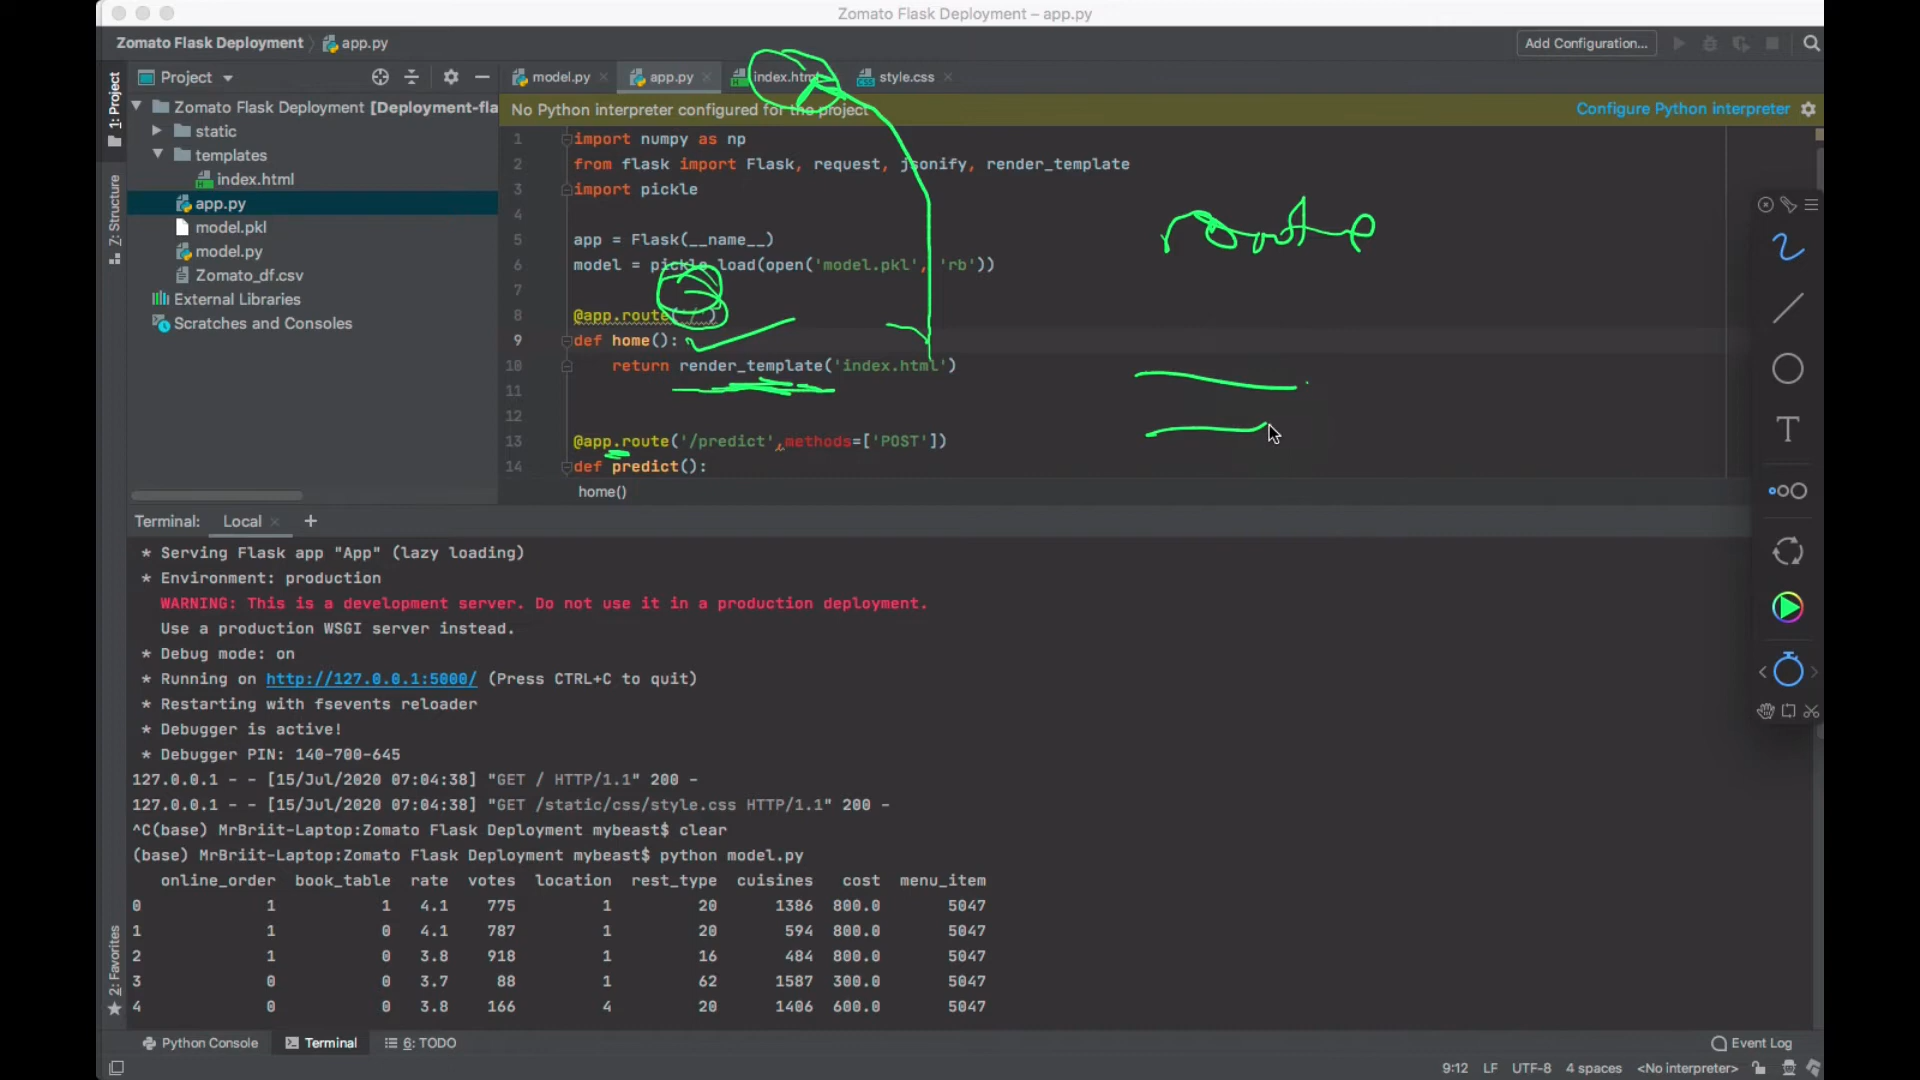 Zomato Flask Deployment – app.py
Zomato Flask Deployment app.py
Add Configuration...
1: Project
Project
model.py
app.py
index.html
style.css
Zomato Flask Deployment [Deployment-fla
static
templates
index.html
app.py
model.pkl
model.py
Zomato_df.csv
External Libraries
Scratches and Consoles
Z: Structure
No Python interpreter configured for the project
Configure Python interpreter
1 import numpy as np
2 from flask import Flask, request, jsonify, render_template
3 import pickle
4
5 app = Flask(__name__)
6 model = pickle.load(open('model.pkl', 'rb'))
7
8 @app.route('/')
9 def home():
10 return render_template('index.html')
11
12
13 @app.route('/predict',methods=['POST'])
14 def predict():
home()
route
T
Terminal: Local +
* Serving Flask app "App" (lazy loading)
* Environment: production
WARNING: This is a development server. Do not use it in a production deployment.
Use a production WSGI server instead.
* Debug mode: on
* Running on http://127.0.0.1:5000/ (Press CTRL+C to quit)
* Restarting with fsevents reloader
* Debugger is active!
* Debugger PIN: 140-700-645
127.0.0.1 - - [15/Jul/2020 07:04:38] "GET / HTTP/1.1" 200 -
127.0.0.1 - - [15/Jul/2020 07:04:38] "GET /static/css/style.css HTTP/1.1" 200 -
^C(base) MrBriit-Laptop:Zomato Flask Deployment mybeast$ clear
(base) MrBriit-Laptop:Zomato Flask Deployment mybeast$ python model.py
online_order book_table rate votes location rest_type cuisines cost menu_item
0 1 1 4.1 775 1 20 1386 800.0 5047
1 1 0 4.1 787 1 20 594 800.0 5047
2 1 0 3.8 918 1 16 484 800.0 5047
3 0 0 3.7 88 1 62 1587 300.0 5047
4 0 0 3.8 166 4 20 1406 600.0 5047
2: Favorites
Python Console
Terminal
6: TODO
Event Log
9:12 LF UTF-8 4 spaces <No interpreter>